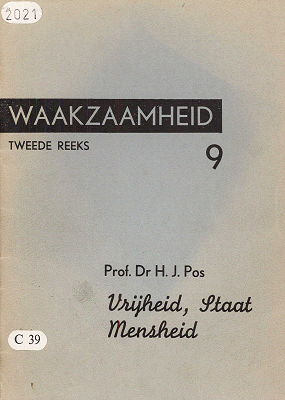 2021
WAAKZAAMHEID
TWEEDE REEKS
9
Prof. Dr H. J. Pos
Vrijheid, Staat
Mensheid
C 39